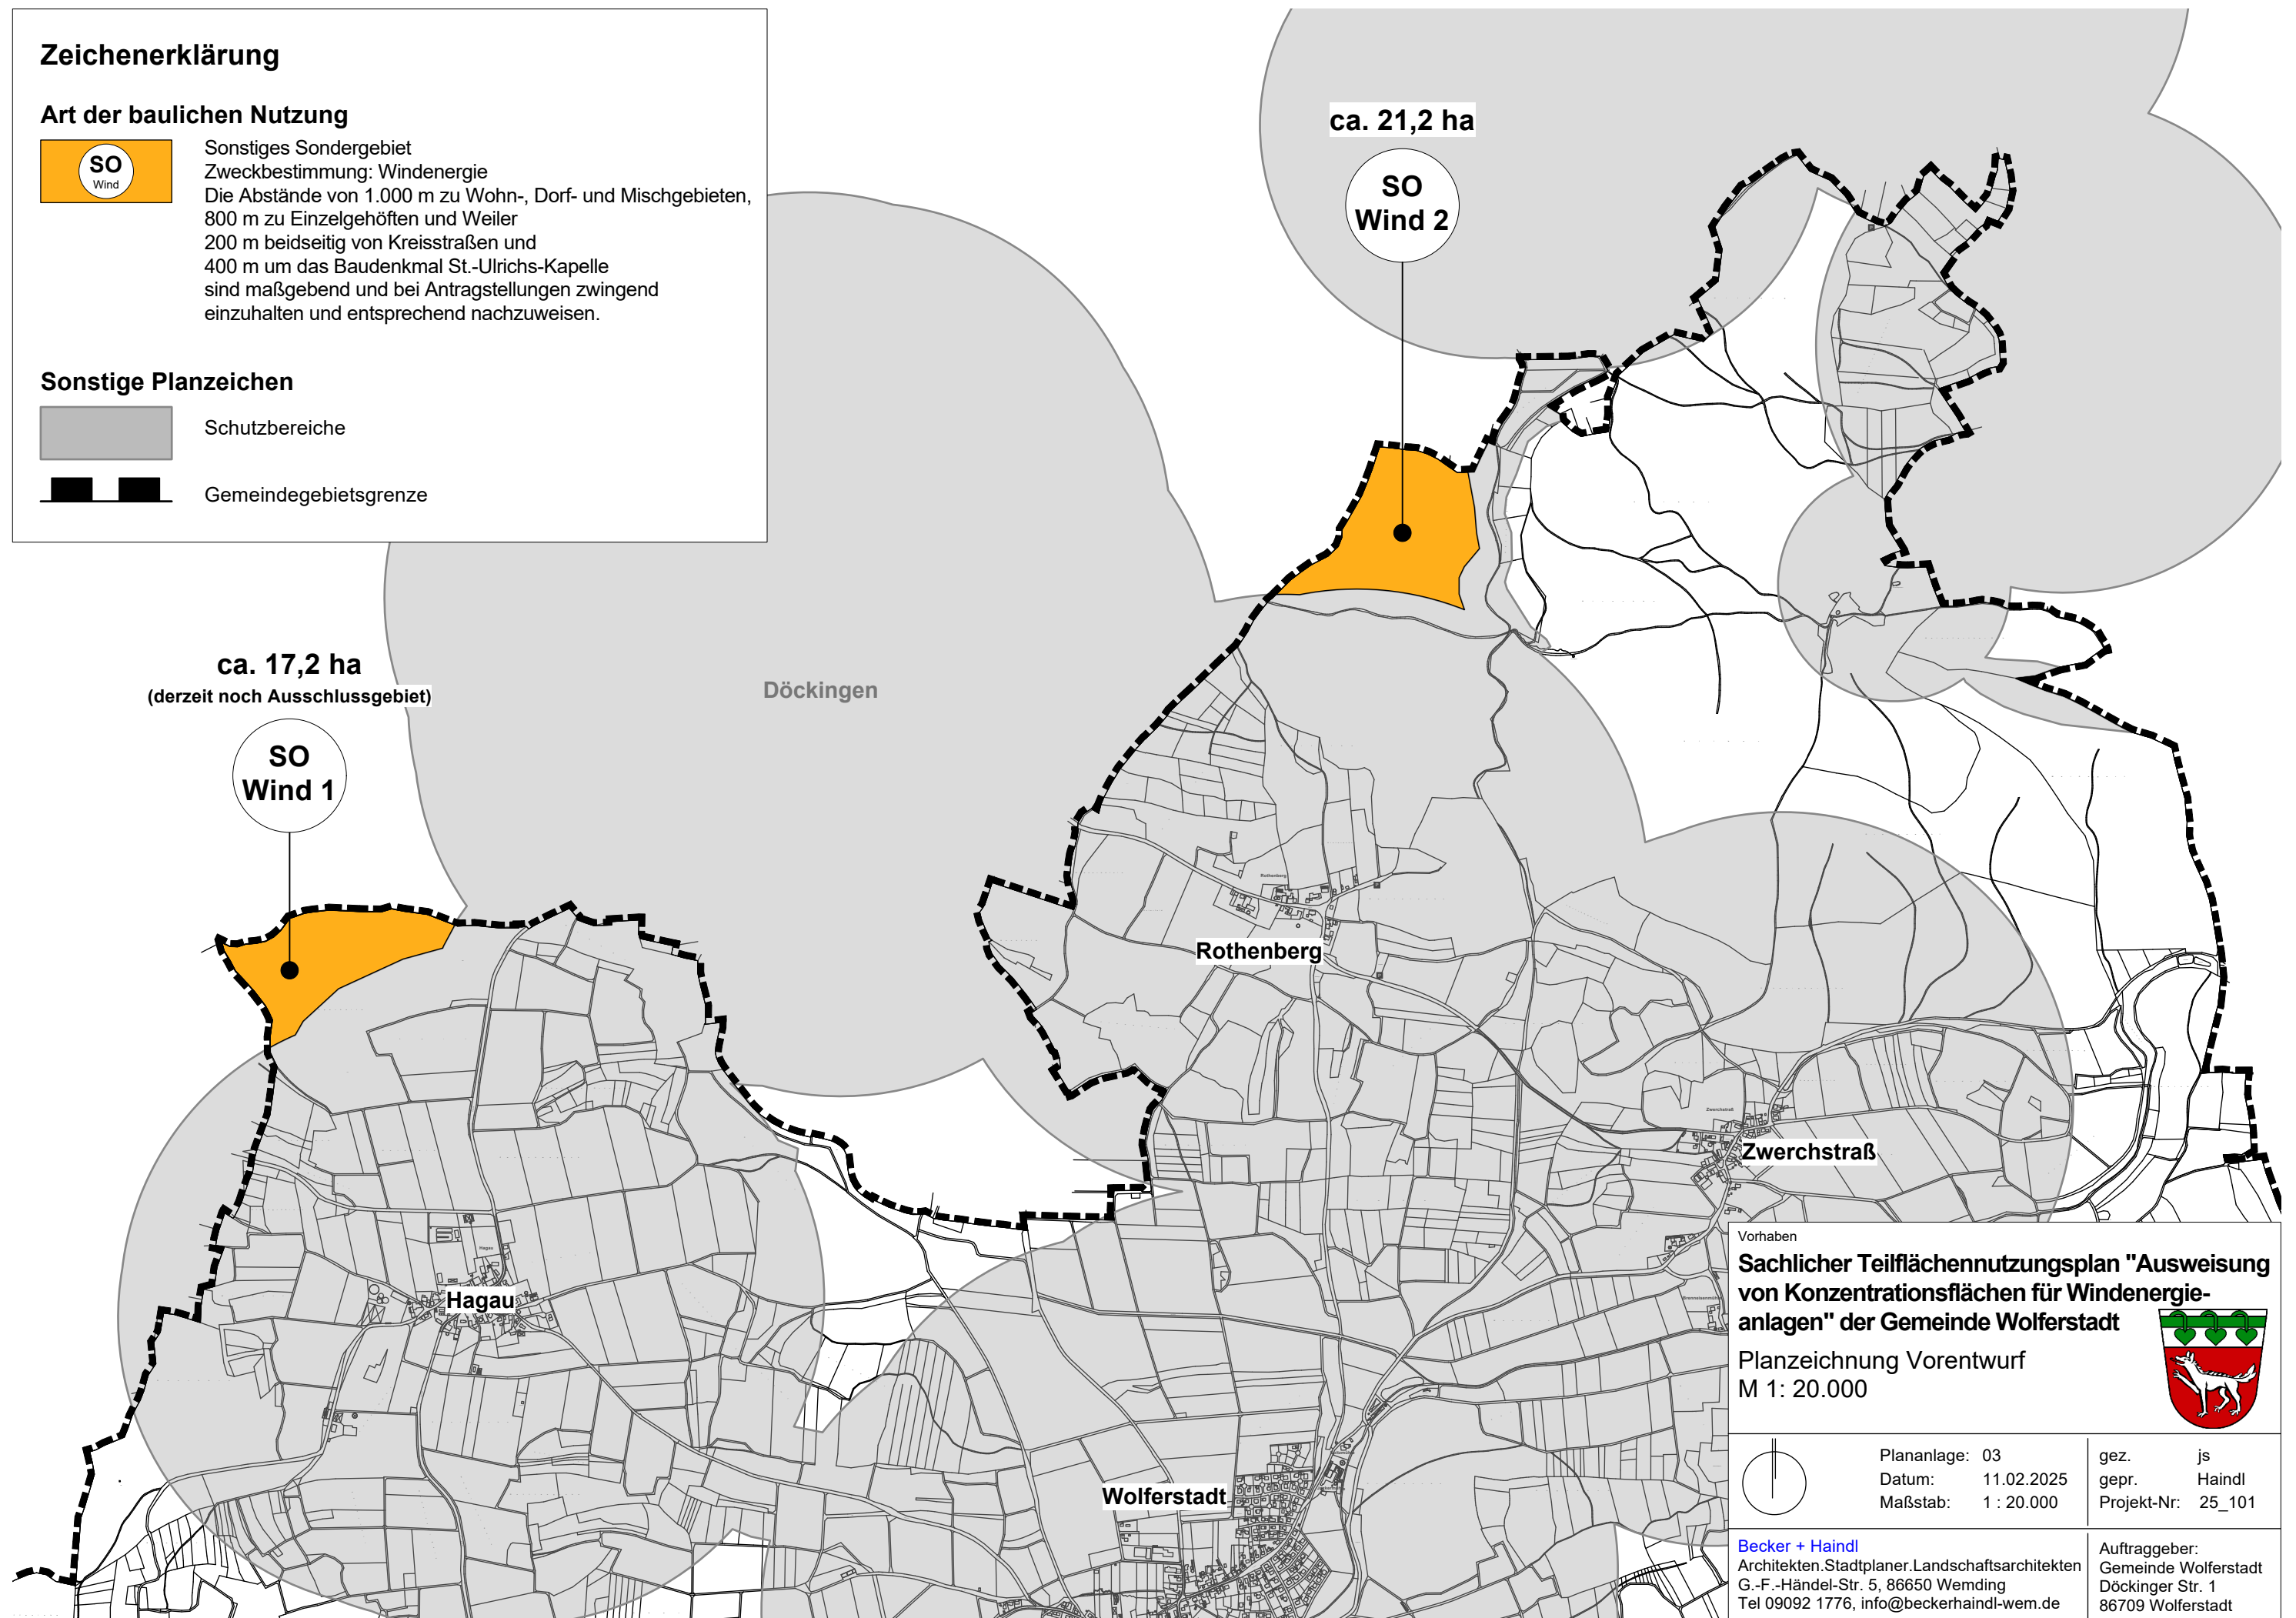 Zeichenerklärung
Art der baulichen Nutzung
SO
Wind
Sonstiges Sondergebiet
Zweckbestimmung: Windenergie
Die Abstände von 1.000 m zu Wohn-, Dorf- und Mischgebieten,
800 m zu Einzelgehöften und Weiler
200 m beidseitig von Kreisstraßen und
400 m um das Baudenkmal St.-Ulrichs-Kapelle
sind maßgebend und bei Antragstellungen zwingend
einzuhalten und entsprechend nachzuweisen.
Sonstige Planzeichen
Schutzbereiche
Gemeindegebietsgrenze
ca. 21,2 ha
SO
Wind 2
ca. 17,2 ha
(derzeit noch Ausschlussgebiet)
SO
Wind 1
Döckingen
Rothenberg
Rothenberg
Zwerchstraß
Zwerchstraß
Hagau
Hagau
Wolferstadt
Vorhaben
Sachlicher Teilflächennutzungsplan "Ausweisung
von Konzentrationsflächen für Windenergie-
anlagen" der Gemeinde Wolferstadt
Planzeichnung Vorentwurf
M 1: 20.000
Plananlage: 03
Datum: 11.02.2025
Maßstab: 1 : 20.000
gez. js
gepr. Haindl
Projekt-Nr: 25_101
Becker + Haindl
Architekten.Stadtplaner.Landschaftsarchitekten
G.-F.-Händel-Str. 5, 86650 Wemding
Tel 09092 1776, info@beckerhaindl-wem.de
Auftraggeber:
Gemeinde Wolferstadt
Döckinger Str. 1
86709 Wolferstadt